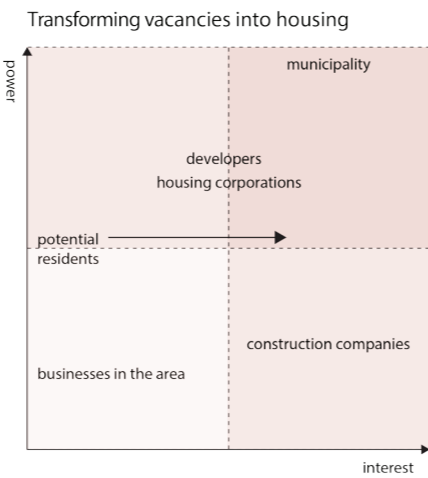 Transforming vacancies into housing
power
municipality
developers
housing corporations
potential
residents
construction companies
businesses in the area
interest